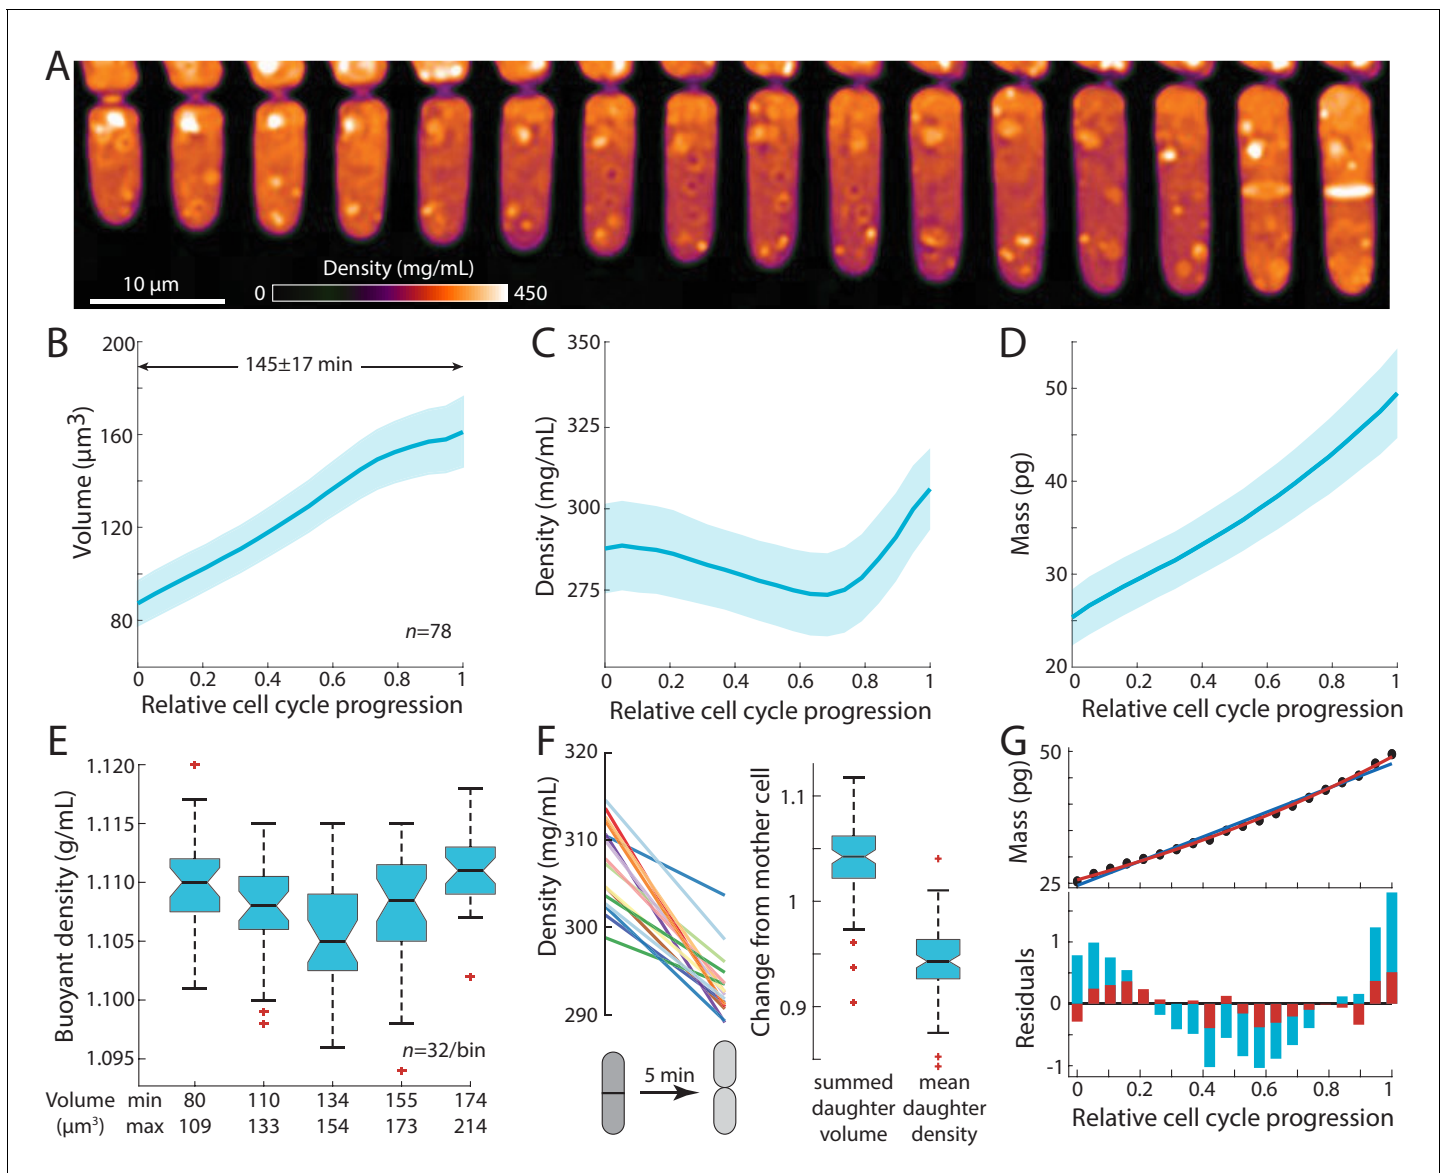 A
10 µm
Density (mg/mL)
0
450
B
200
160
120
80
Volume (µm3)
145±17 min
n=78
0 0.2 0.4 0.6 0.8 1
Relative cell cycle progression
C
350
325
300
275
Density (mg/mL)
0 0.2 0.4 0.6 0.8 1
Relative cell cycle progression
D
50
40
30
20
Mass (pg)
0 0.2 0.4 0.6 0.8 1
Relative cell cycle progression
E
1.120
1.115
1.110
1.105
1.100
1.095
Buoyant density (g/mL)
n=32/bin
Volume min 80 110 134 155 174
(µm³) max 109 133 154 173 214
F
320
310
300
290
Density (mg/mL)
5 min
Change from mother cell
1.1
1
0.9
summed daughter volume
mean daughter density
G
50
25
Mass (pg)
1
0
-1
Residuals
0 0.2 0.4 0.6 0.8 1
Relative cell cycle progression